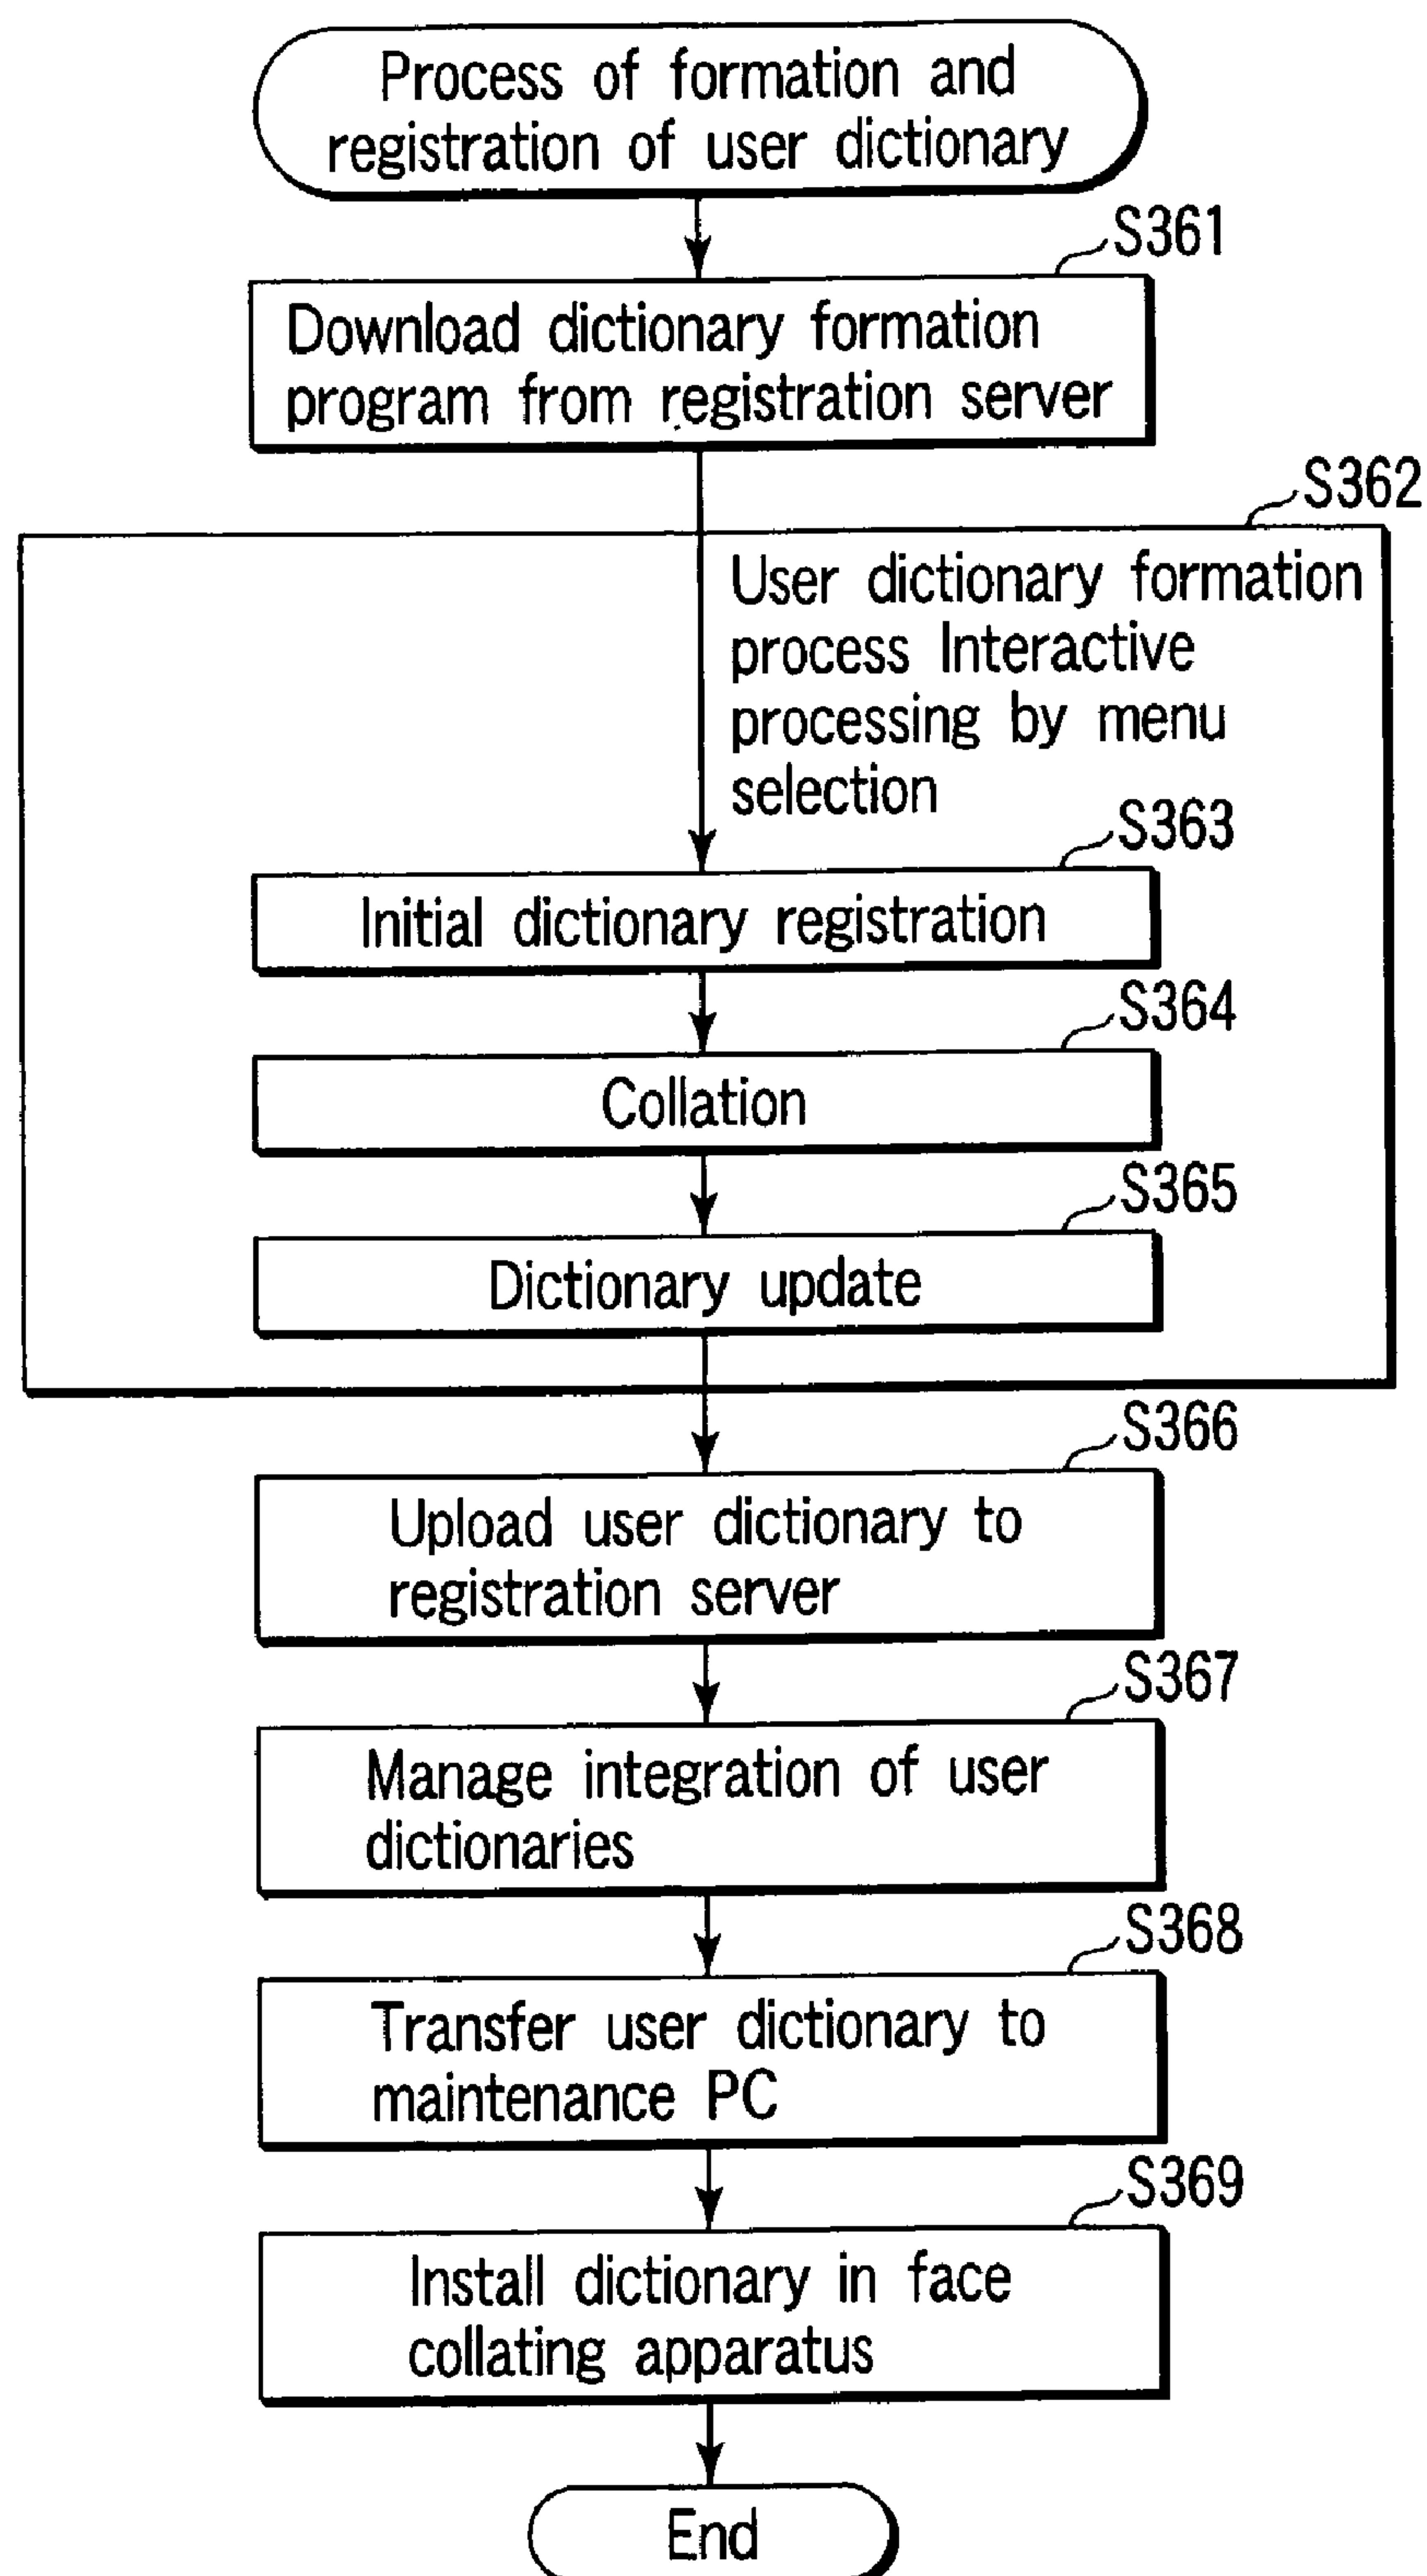 Process of formation and
registration of user dictionary
S361
Download dictionary formation
program from registration server
S362
User dictionary formation
process Interactive
processing by menu
selection
S363
Initial dictionary registration
S364
Collation
S365
Dictionary update
S366
Upload user dictionary to
registration server
S367
Manage integration of user
dictionaries
S368
Transfer user dictionary to
maintenance PC
S369
Install dictionary in face
collating apparatus
End